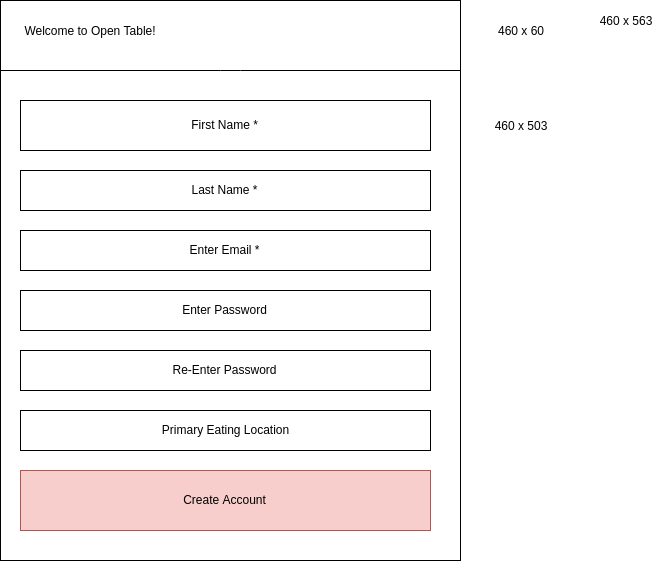 Welcome to Open Table!
460 x 60
460 x 563
First Name *
460 x 503
Last Name *
Enter Email *
Enter Password
Re-Enter Password
Primary Eating Location
Create Account